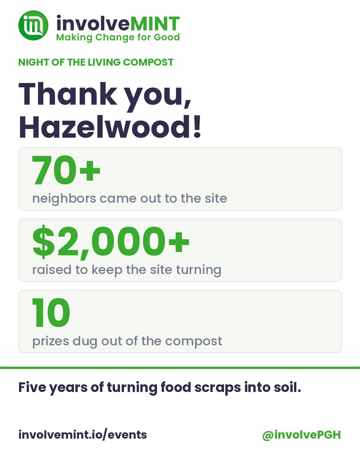 involveMINT
Making Change for Good
NIGHT OF THE LIVING COMPOST
Thank you,
Hazelwood!
70+
neighbors came out to the site
$2,000+
raised to keep the site turning
10
prizes dug out of the compost
Five years of turning food scraps into soil.
involvemint.io/events
@involvePGH